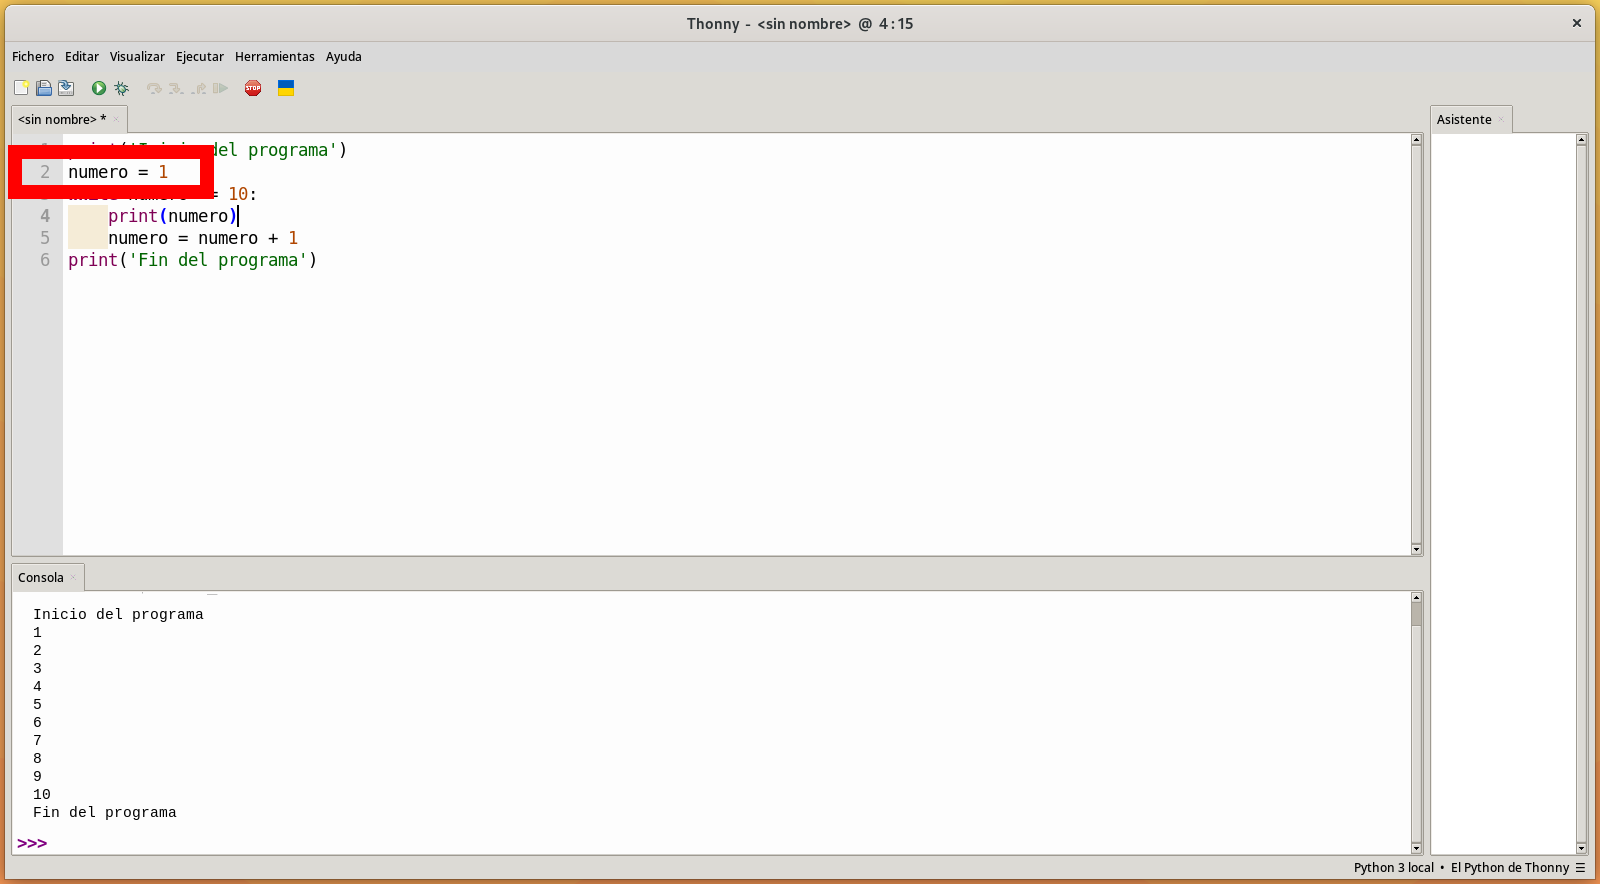 Thonny - <sin nombre> @ 4:15
Fichero Editar Visualizar Ejecutar Herramientas Ayuda
STOP
<sin nombre> *
Asistente
del programa')
2 numero = 1
= 10:
4 print(numero)
5 numero = numero + 1
6 print('Fin del programa')
Consola
Inicio del programa
1
2
3
4
5
6
7
8
9
10
Fin del programa
>>>
Python 3 local • El Python de Thonny ☰